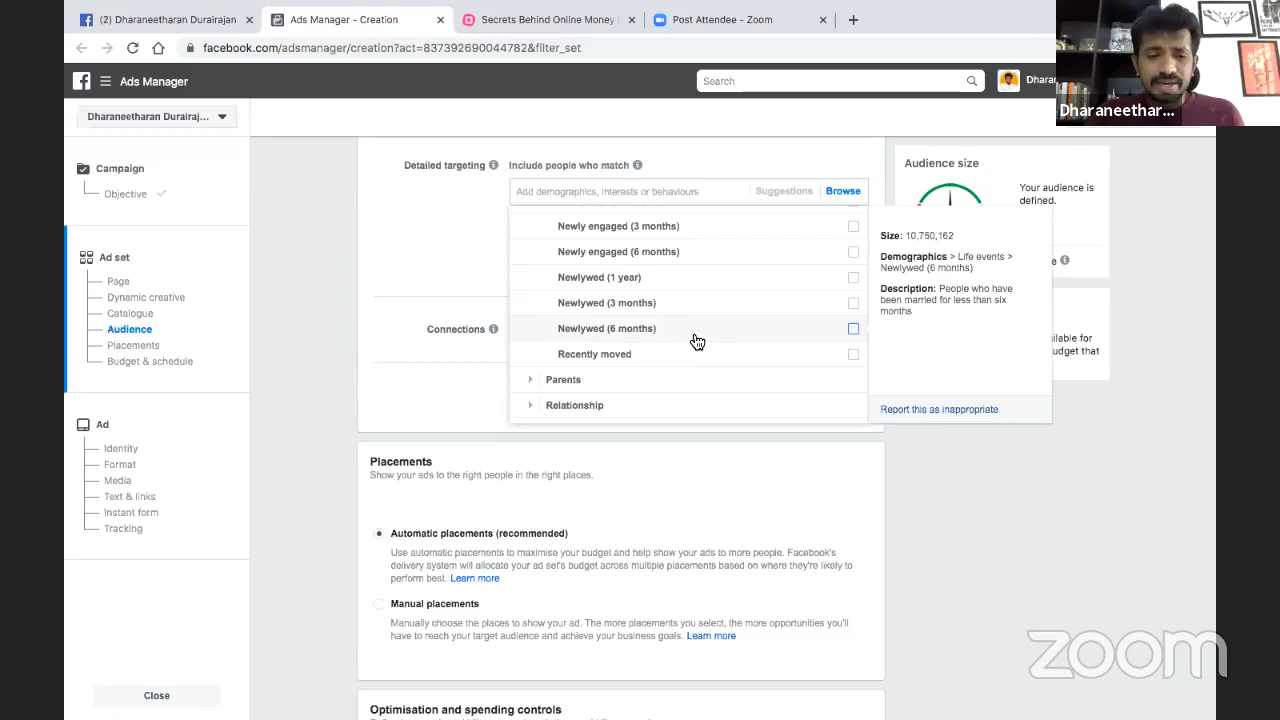 (2) Dharaneetharan Durairajan
Ads Manager - Creation
Secrets Behind Online Money
Post Attendee - Zoom
facebook.com/adsmanager/creation?act=837392690044782&filter_set
Ads Manager
Search
Dhara
Dharaneethar...
Dharaneetharan Durairaj...
Campaign
Objective
Ad set
Page
Dynamic creative
Catalogue
Audience
Placements
Budget & schedule
Ad
Identity
Format
Media
Text & links
Instant form
Tracking
Close
Detailed targeting
Include people who match
Add demographics, interests or behaviours
Suggestions
Browse
Newly engaged (3 months)
Newly engaged (6 months)
Newlywed (1 year)
Newlywed (3 months)
Newlywed (6 months)
Recently moved
Parents
Relationship
Connections
Size: 10,750,162
Demographics > Life events >
Newlywed (6 months)
Description: People who have
been married for less than six
months
Report this as inappropriate
Audience size
Your audience is
defined.
ilable for
udget that
Placements
Show your ads to the right people in the right places.
Automatic placements (recommended)
Use automatic placements to maximise your budget and help show your ads to more people. Facebook's
delivery system will allocate your ad set's budget across multiple placements based on where they're likely to
perform best. Learn more
Manual placements
Manually choose the places to show your ad. The more placements you select, the more opportunities you'll
have to reach your target audience and achieve your business goals. Learn more
Optimisation and spending controls
zoom